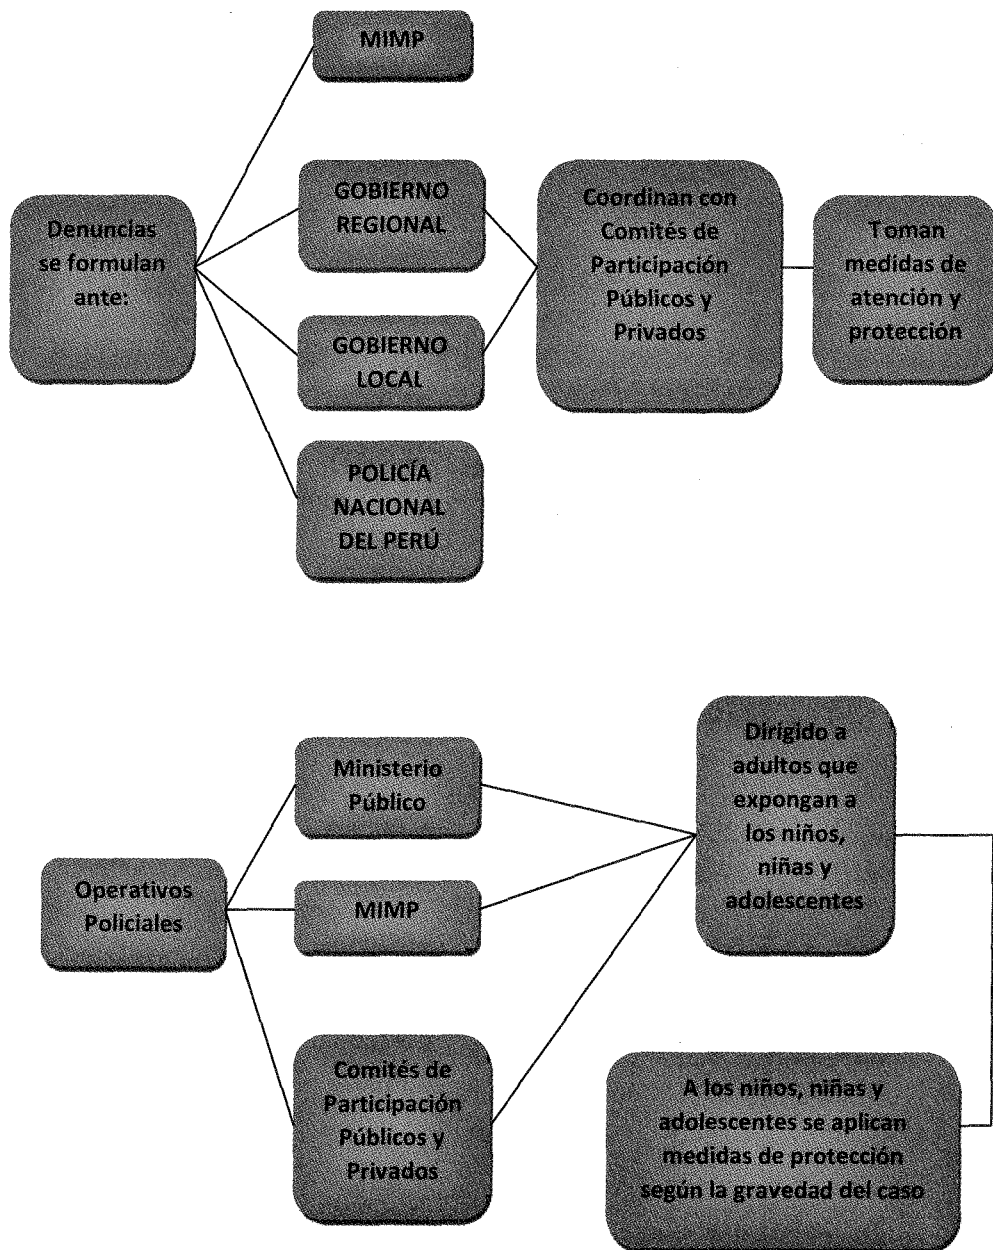 MIMP
Denuncias
se formulan
ante:
GOBIERNO
REGIONAL
GOBIERNO
LOCAL
POLICÍA
NACIONAL
DEL PERÚ
Coordinan con
Comités de
Participación
Públicos y
Privados
Toman
medidas de
atención y
protección
Operativos
Policiales
Ministerio
Público
MIMP
Comités de
Participación
Públicos y
Privados
Dirigido a
adultos que
expongan a
los niños,
niñas y
adolescentes
A los niños, niñas y
adolescentes se aplican
medidas de protección
según la gravedad del caso